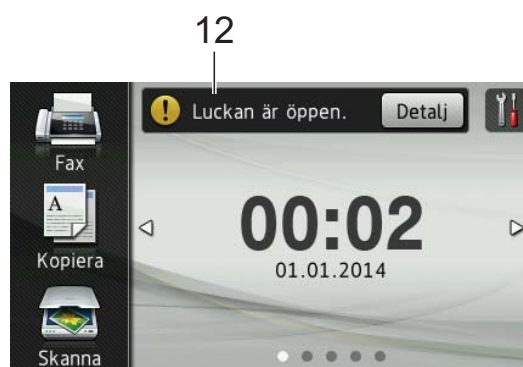 12
Luckan är öppen. Detalj
Fax
A
00:02
Kopiera
01.01.2014
Skanna